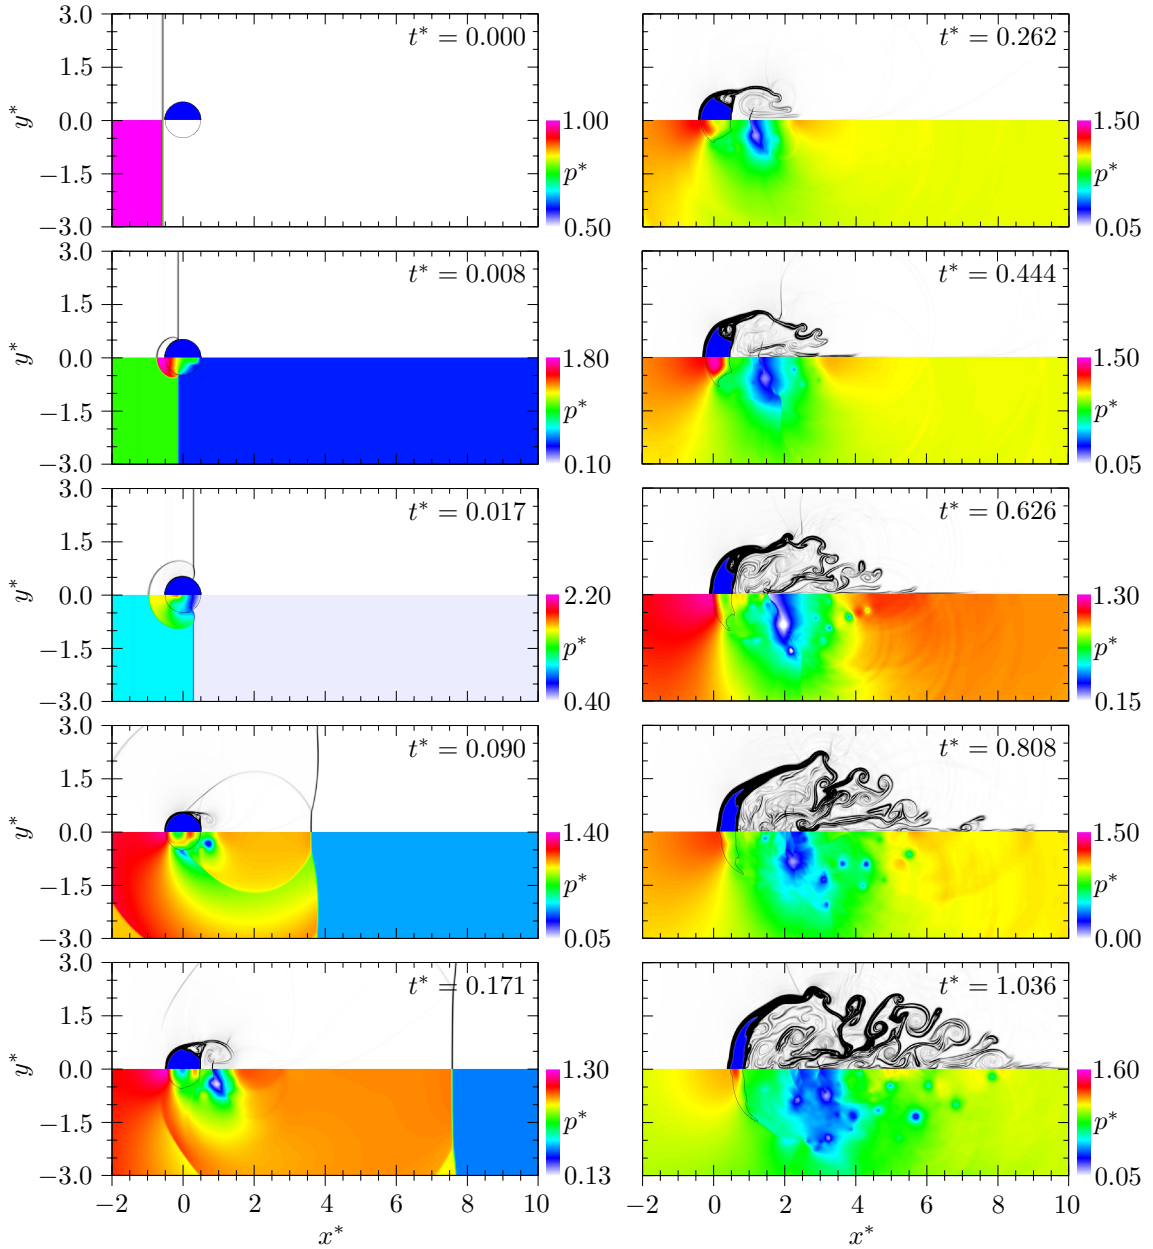 3.0
1.5
0.0
−1.5
−3.0
y*
t* = 0.000
1.00
p*
0.50
3.0
1.5
0.0
−1.5
−3.0
y*
t* = 0.008
1.80
p*
0.10
3.0
1.5
0.0
−1.5
−3.0
y*
t* = 0.017
2.20
p*
0.40
3.0
1.5
0.0
−1.5
−3.0
y*
t* = 0.090
1.40
p*
0.05
3.0
1.5
0.0
−1.5
−3.0
y*
t* = 0.171
1.30
p*
0.13
−2 0 2 4 6 8 10
x*
t* = 0.262
1.50
p*
0.05
t* = 0.444
1.50
p*
0.05
t* = 0.626
1.30
p*
0.15
t* = 0.808
1.50
p*
0.00
t* = 1.036
1.60
p*
0.05
−2 0 2 4 6 8 10
x*